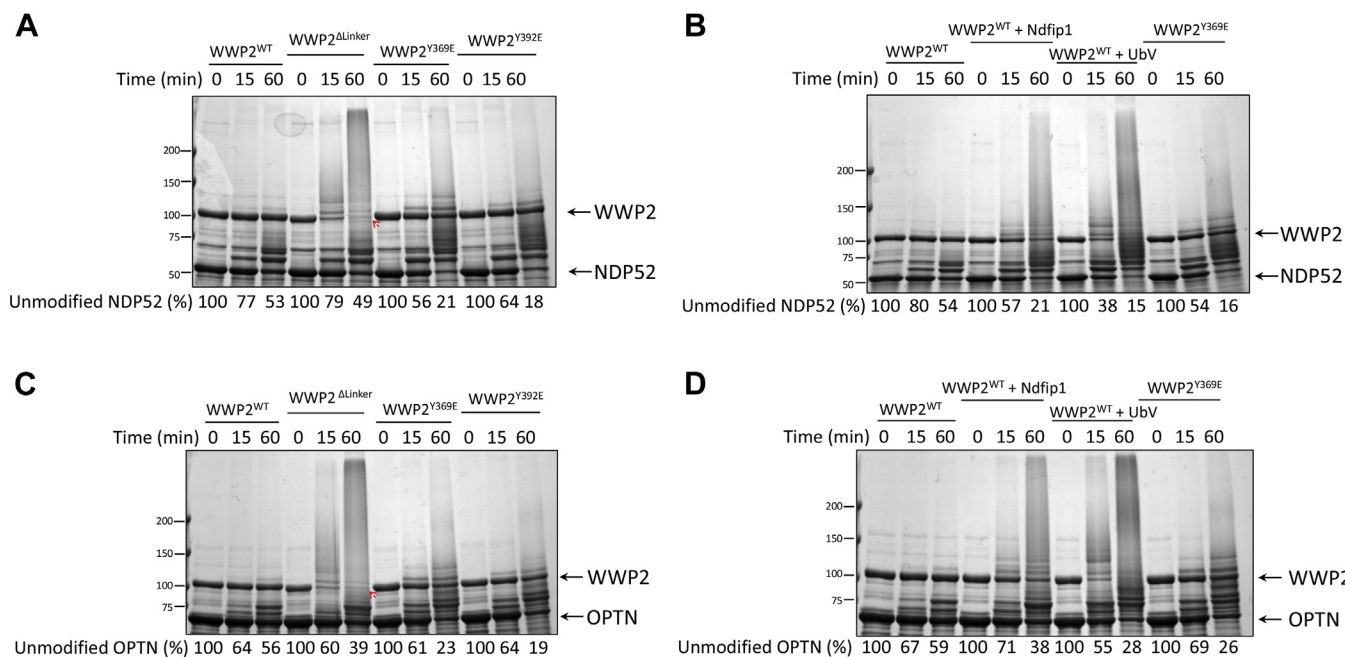 A
WWP2WT WWP2ΔLinker WWP2Y369E WWP2Y392E
Time (min) 0 15 60 0 15 60 0 15 60 0 15 60
200
150
100
75
50
WWP2
NDP52
Unmodified NDP52 (%) 100 77 53 100 79 49 100 56 21 100 64 18
B
WWP2WT + Ndfip1 WWP2Y369E
WWP2WT WWP2WT + UbV
Time (min) 0 15 60 0 15 60 0 15 60 0 15 60
200
150
100
75
50
WWP2
NDP52
Unmodified NDP52 (%) 100 80 54 100 57 21 100 38 15 100 54 16
C
WWP2WT WWP2 ΔLinker WWP2Y369E WWP2Y392E
Time (min) 0 15 60 0 15 60 0 15 60 0 15 60
200
150
100
75
WWP2
OPTN
Unmodified OPTN (%) 100 64 56 100 60 39 100 61 23 100 64 19
D
WWP2WT + Ndfip1 WWP2Y369E
WWP2WT WWP2WT + UbV
Time (min) 0 15 60 0 15 60 0 15 60 0 15 60
200
150
100
75
WWP2
OPTN
Unmodified OPTN (%) 100 67 59 100 71 38 100 55 28 100 69 26